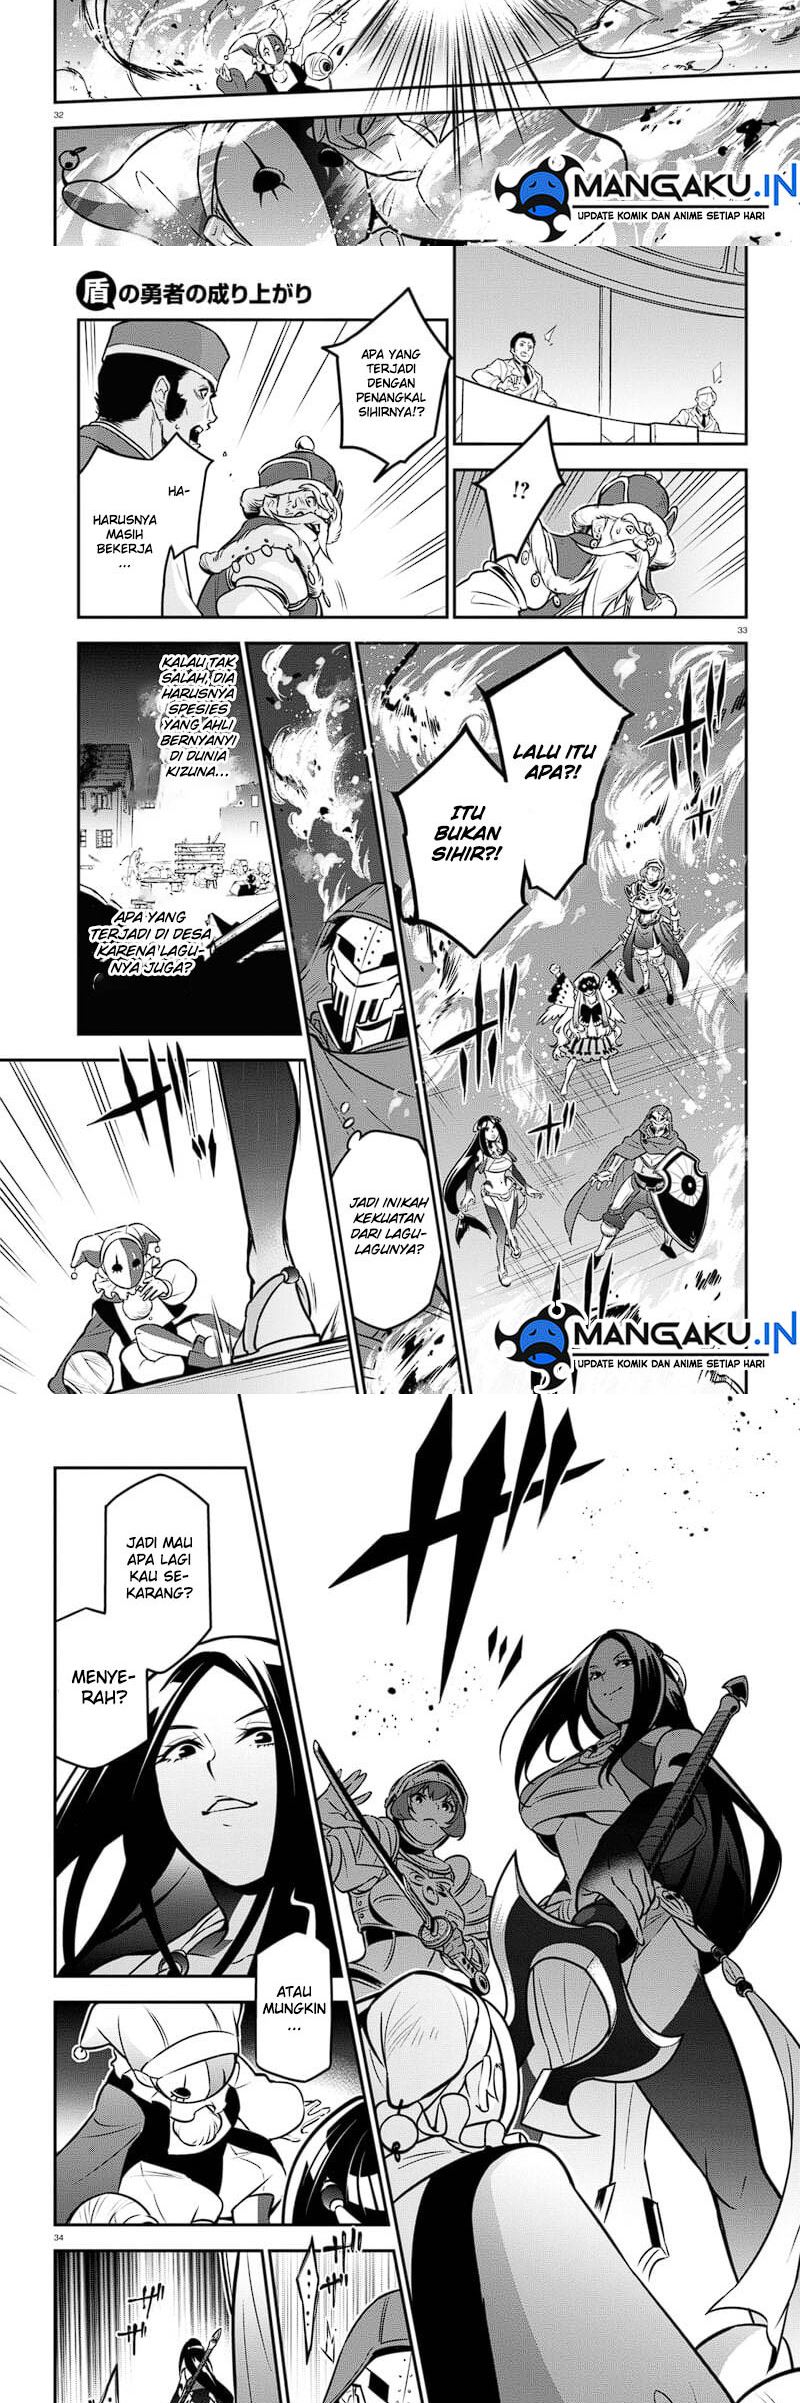 32
MANGAKU.IN
UPDATE KOMIK DAN ANIME SETIAP HARI
盾の勇者の成り上がり
!?
APA YANG
TERJADI
DENGAN
PENANGKAL
SIHIRNYA!?
HA-
HARUSNYA
MASIH
BEKERJA
...
33
LALU ITU
APA?!
ITU
BUKAN
SIHIR?!
KALAU TAK
SALAH, DIA
HARUSNYA
SPESIES
YANG AHLI
BERNYANYI
DI DUNIA
KIZUNA...
APA YANG
TERJADI DI DESA
KARENA LAGU-
NYA JUGA?
JADI INIKAH
KEKUATAN
DARI LAGU-
LAGUNYA?
MANGAKU.IN
UPDATE KOMIK DAN ANIME SETIAP HARI
JADI MAU
APA LAGI
KAU SE-
KARANG?
MENYE-
RAH?
ATAU
MUNGKIN
...
34